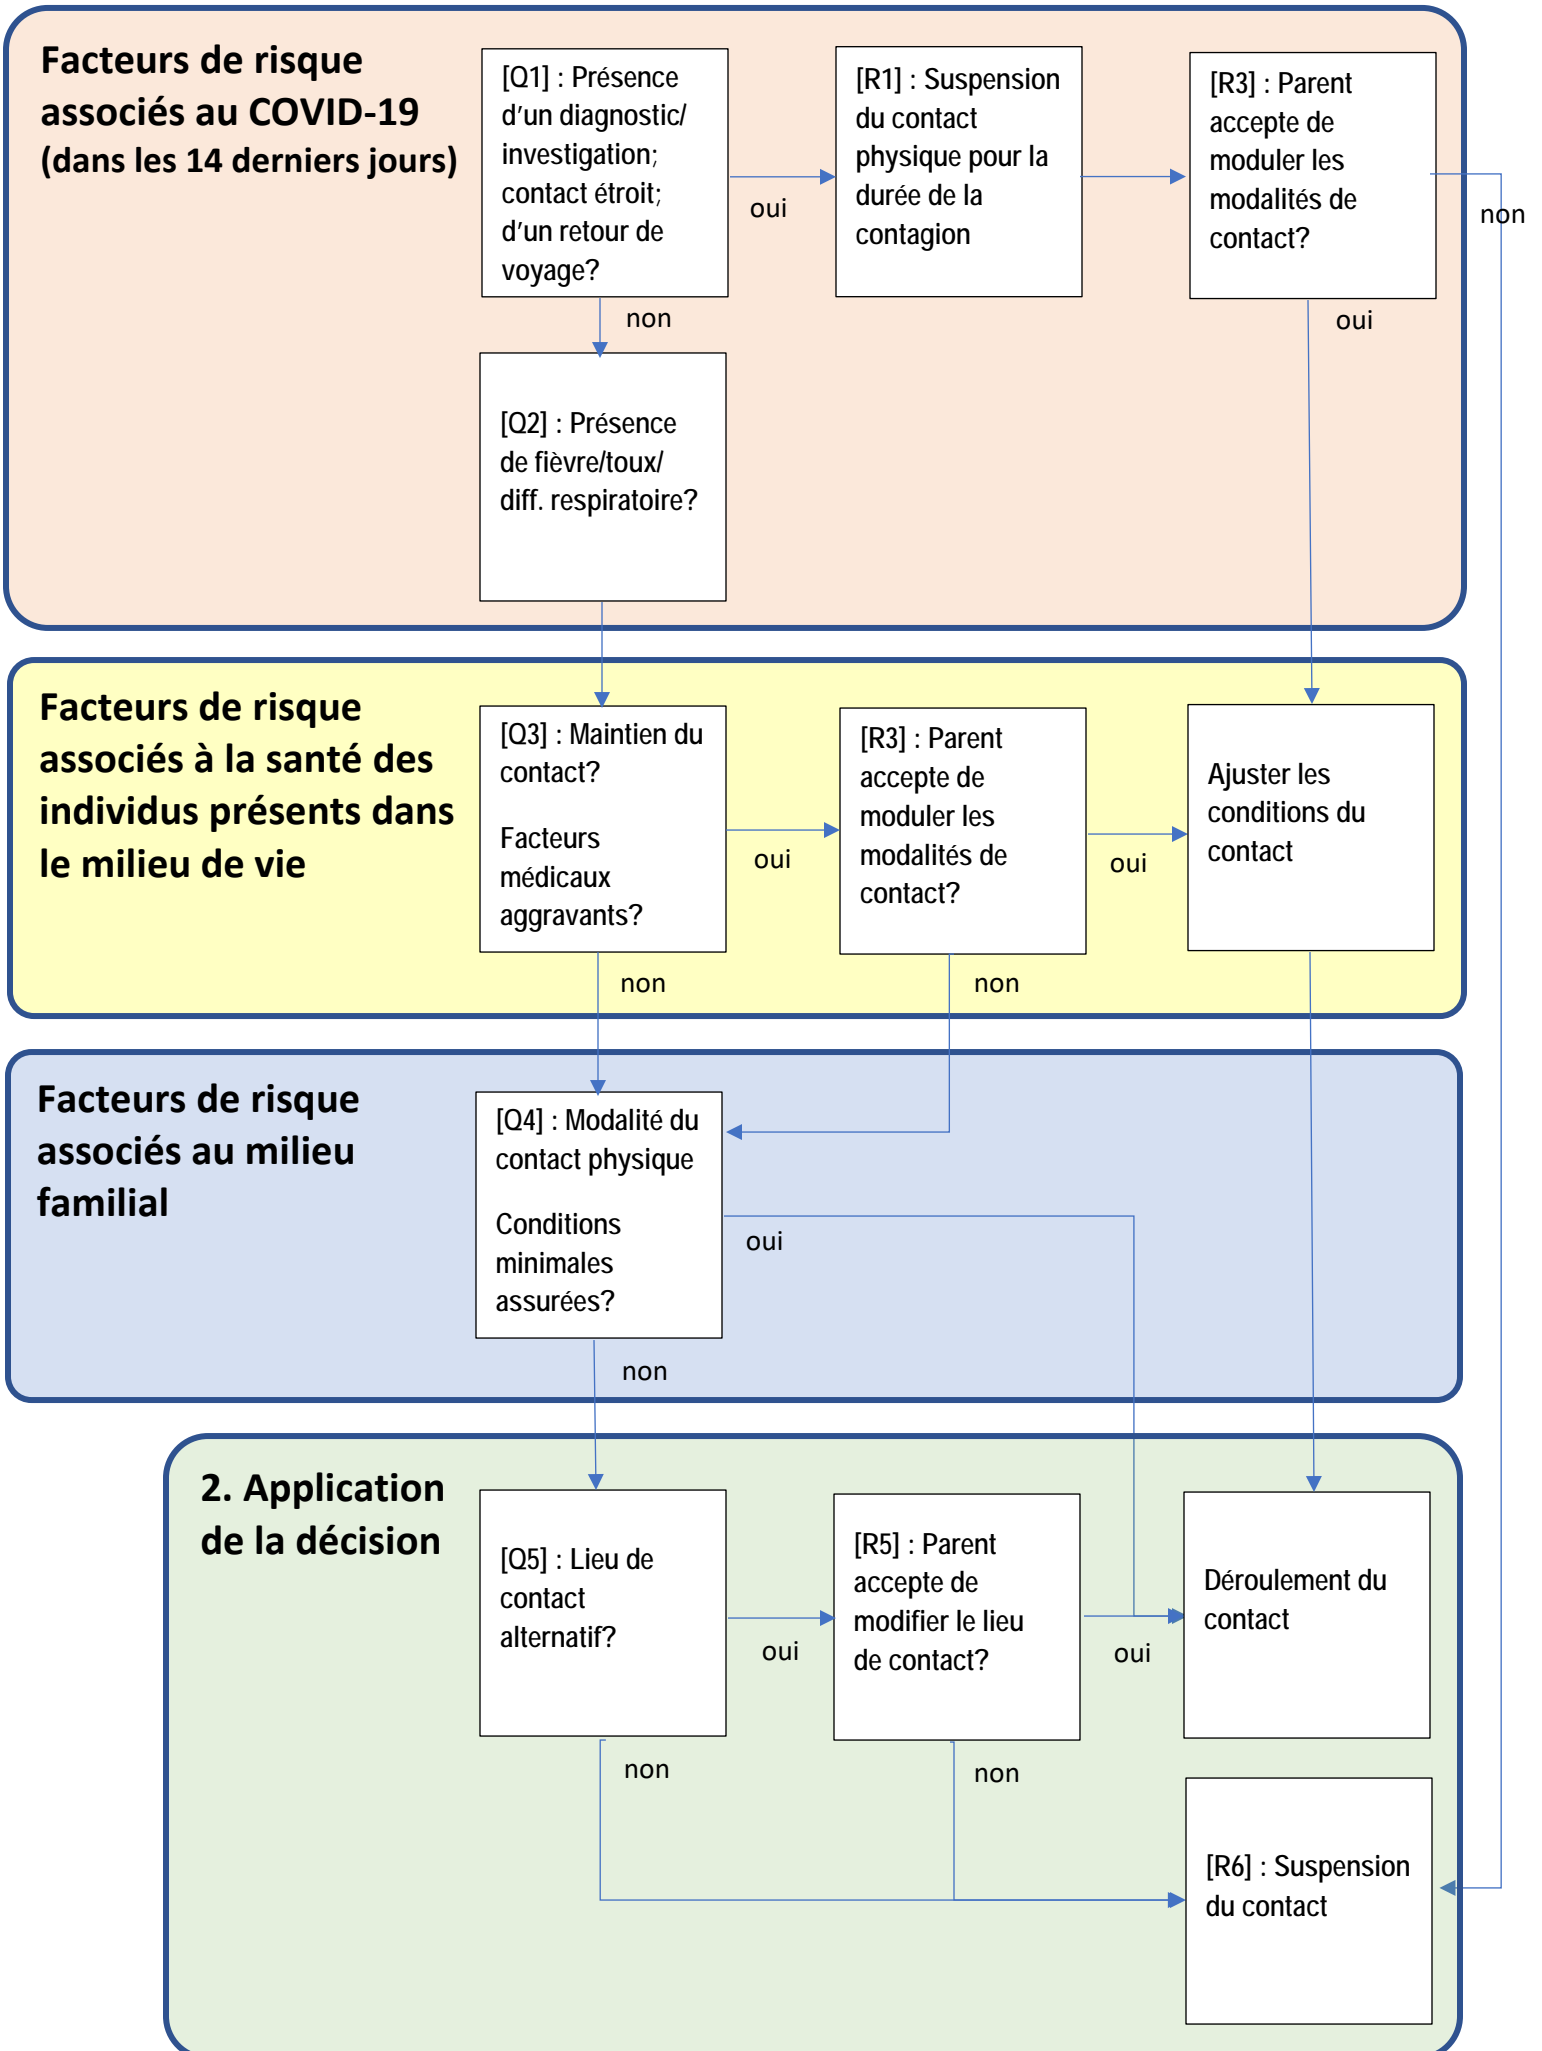 Facteurs de risque
associés au COVID-19
(dans les 14 derniers jours)
[Q1] : Présence
d’un diagnostic/
investigation;
contact étroit;
d’un retour de
voyage?
oui
non
[R1] : Suspension
du contact
physique pour la
durée de la
contagion
[R3] : Parent
accepte de
moduler les
modalités de
contact?
non
oui
[Q2] : Présence
de fièvre/toux/
diff. respiratoire?
Facteurs de risque
associés à la santé des
individus présents dans
le milieu de vie
[Q3] : Maintien du
contact?
Facteurs
médicaux
aggravants?
oui
non
[R3] : Parent
accepte de
moduler les
modalités de
contact?
oui
non
Ajuster les
conditions du
contact
Facteurs de risque
associés au milieu
familial
[Q4] : Modalité du
contact physique
Conditions
minimales
assurées?
oui
non
2. Application
de la décision
[Q5] : Lieu de
contact
alternatif?
oui
non
[R5] : Parent
accepte de
modifier le lieu
de contact?
oui
non
Déroulement du
contact
[R6] : Suspension
du contact